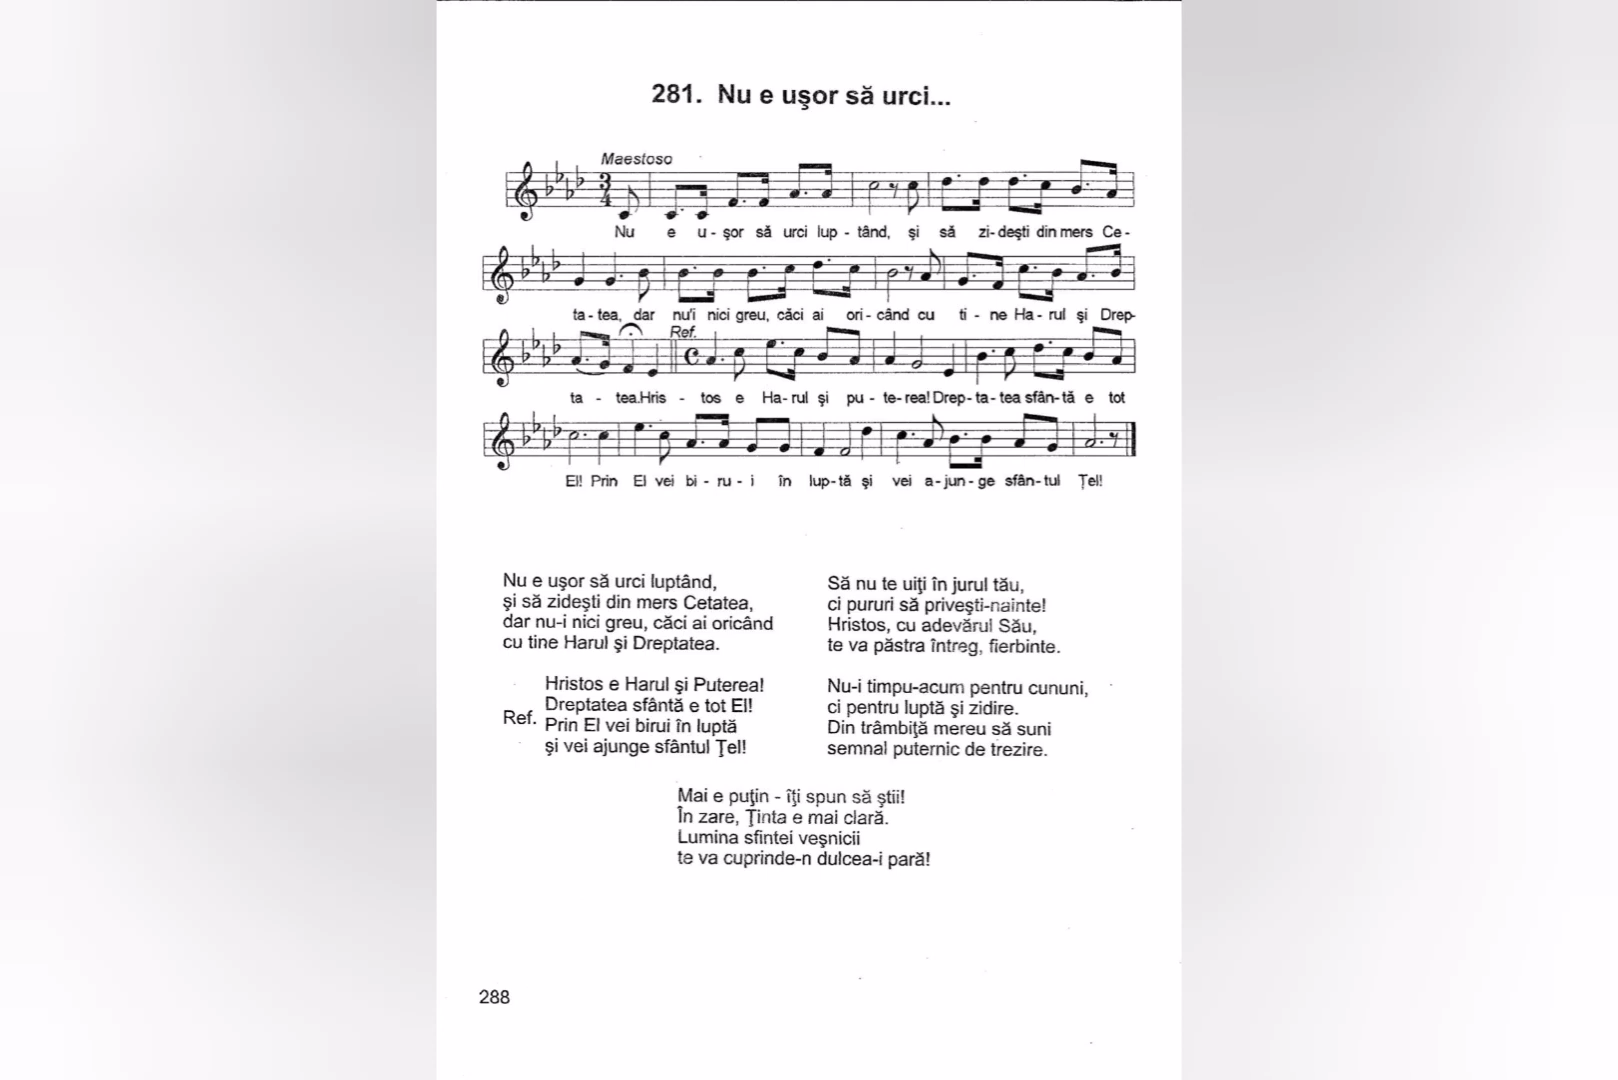 281. Nu e uşor să urci...
Maestoso
Nu e u - şor să urci lup - tând, şi să zi-deşti din mers Ce-
ta-tea, dar nu'i nici greu, căci ai ori-când cu ti - ne Ha - rul şi Drep-
Ref.
ta - tea.Hris - tos e Ha-rul şi pu - te-rea! Drep-ta-tea sfân-tă e tot
El! Prin El vei bi - ru - i în lup-tă şi vei a-jun-ge sfân-tul Ţel!
Nu e uşor să urci luptând,
şi să zideşti din mers Cetatea,
dar nu-i nici greu, căci ai oricând
cu tine Harul şi Dreptatea.
Hristos e Harul şi Puterea!
Dreptatea sfântă e tot El!
Ref. Prin El vei birui în luptă
şi vei ajunge sfântul Ţel!
Să nu te uiţi în jurul tău,
ci pururi să priveşti-nainte!
Hristos, cu adevărul Său,
te va păstra întreg, fierbinte.
Nu-i timpu-acum pentru cununi,
ci pentru luptă şi zidire.
Din trâmbiţă mereu să suni
semnal puternic de trezire.
Mai e puţin - îţi spun să ştii!
În zare, Ţinta e mai clară.
Lumina sfintei veşnicii
te va cuprinde-n dulcea-i pară!
288